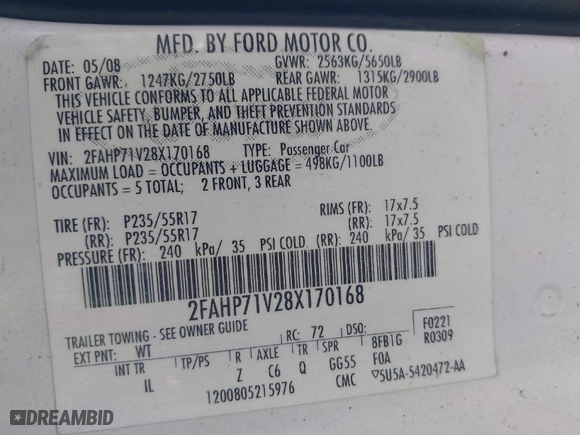 MFD. BY FORD MOTOR CO.
DATE: 05/08 GVWR: 2563KG/5650LB
FRONT GAWR: 1247KG/2750LB REAR GAWR: 1315KG/2900LB
THIS VEHICLE CONFORMS TO ALL APPLICABLE FEDERAL MOTOR
VEHICLE SAFETY, BUMPER, AND THEFT PREVENTION STANDARDS
IN EFFECT ON THE DATE OF MANUFACTURE SHOWN ABOVE.
VIN: 2FAHP71V28X170168 TYPE: Passenger Car
MAXIMUM LOAD = OCCUPANTS + LUGGAGE = 498KG/1100LB
OCCUPANTS = 5 TOTAL; 2 FRONT, 3 REAR
TIRE (FR): P235/55R17 RIMS (FR): 17x7.5
(RR): P235/55R17 (RR): 17x7.5
PRESSURE (FR): 240 kPa/ 35 PSI COLD (RR): 240 kPa/ 35 PSI COLD
2FAHP71V28X170168
TRAILER TOWING - SEE OWNER GUIDE F0221
EXT PNT: WT RC: 72 DSO: 8FB1G R0309
INT TR TP/PS R AXLE TR SPR F0A
IL Z C6 Q GG55 CMC 5U5A-5420472-AA
1200805215976
DREAMBID